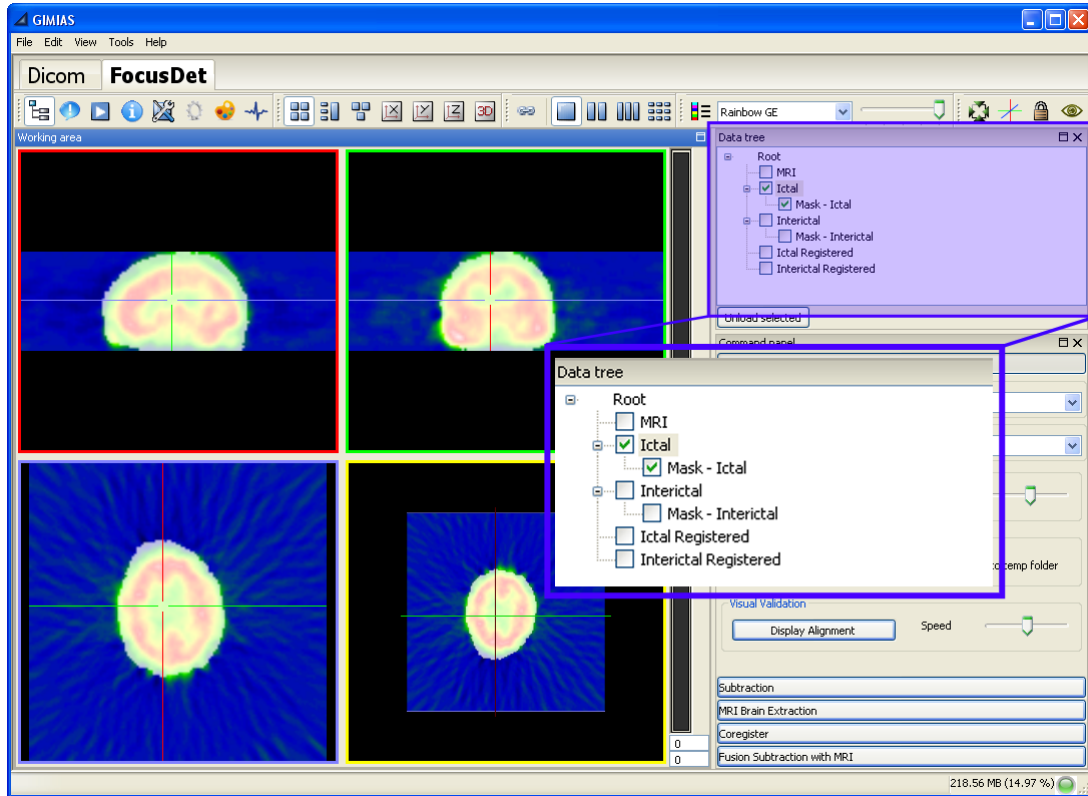 GIMIAS
File Edit View Tools Help
Dicom FocusDet
X Y Z 3D Rainbow GE
Working area
Data tree
Root
MRI
Ictal
Mask - Ictal
Interictal
Mask - Interictal
Ictal Registered
Interictal Registered
Unload selected
Command panel
Data tree
Root
MRI
Ictal
Mask - Ictal
Interictal
Mask - Interictal
Ictal Registered
Interictal Registered
temp folder
Visual Validation
Display Alignment Speed
Subtraction
MRI Brain Extraction
Coregister
0
0
Fusion Subtraction with MRI
218.56 MB (14.97 %)